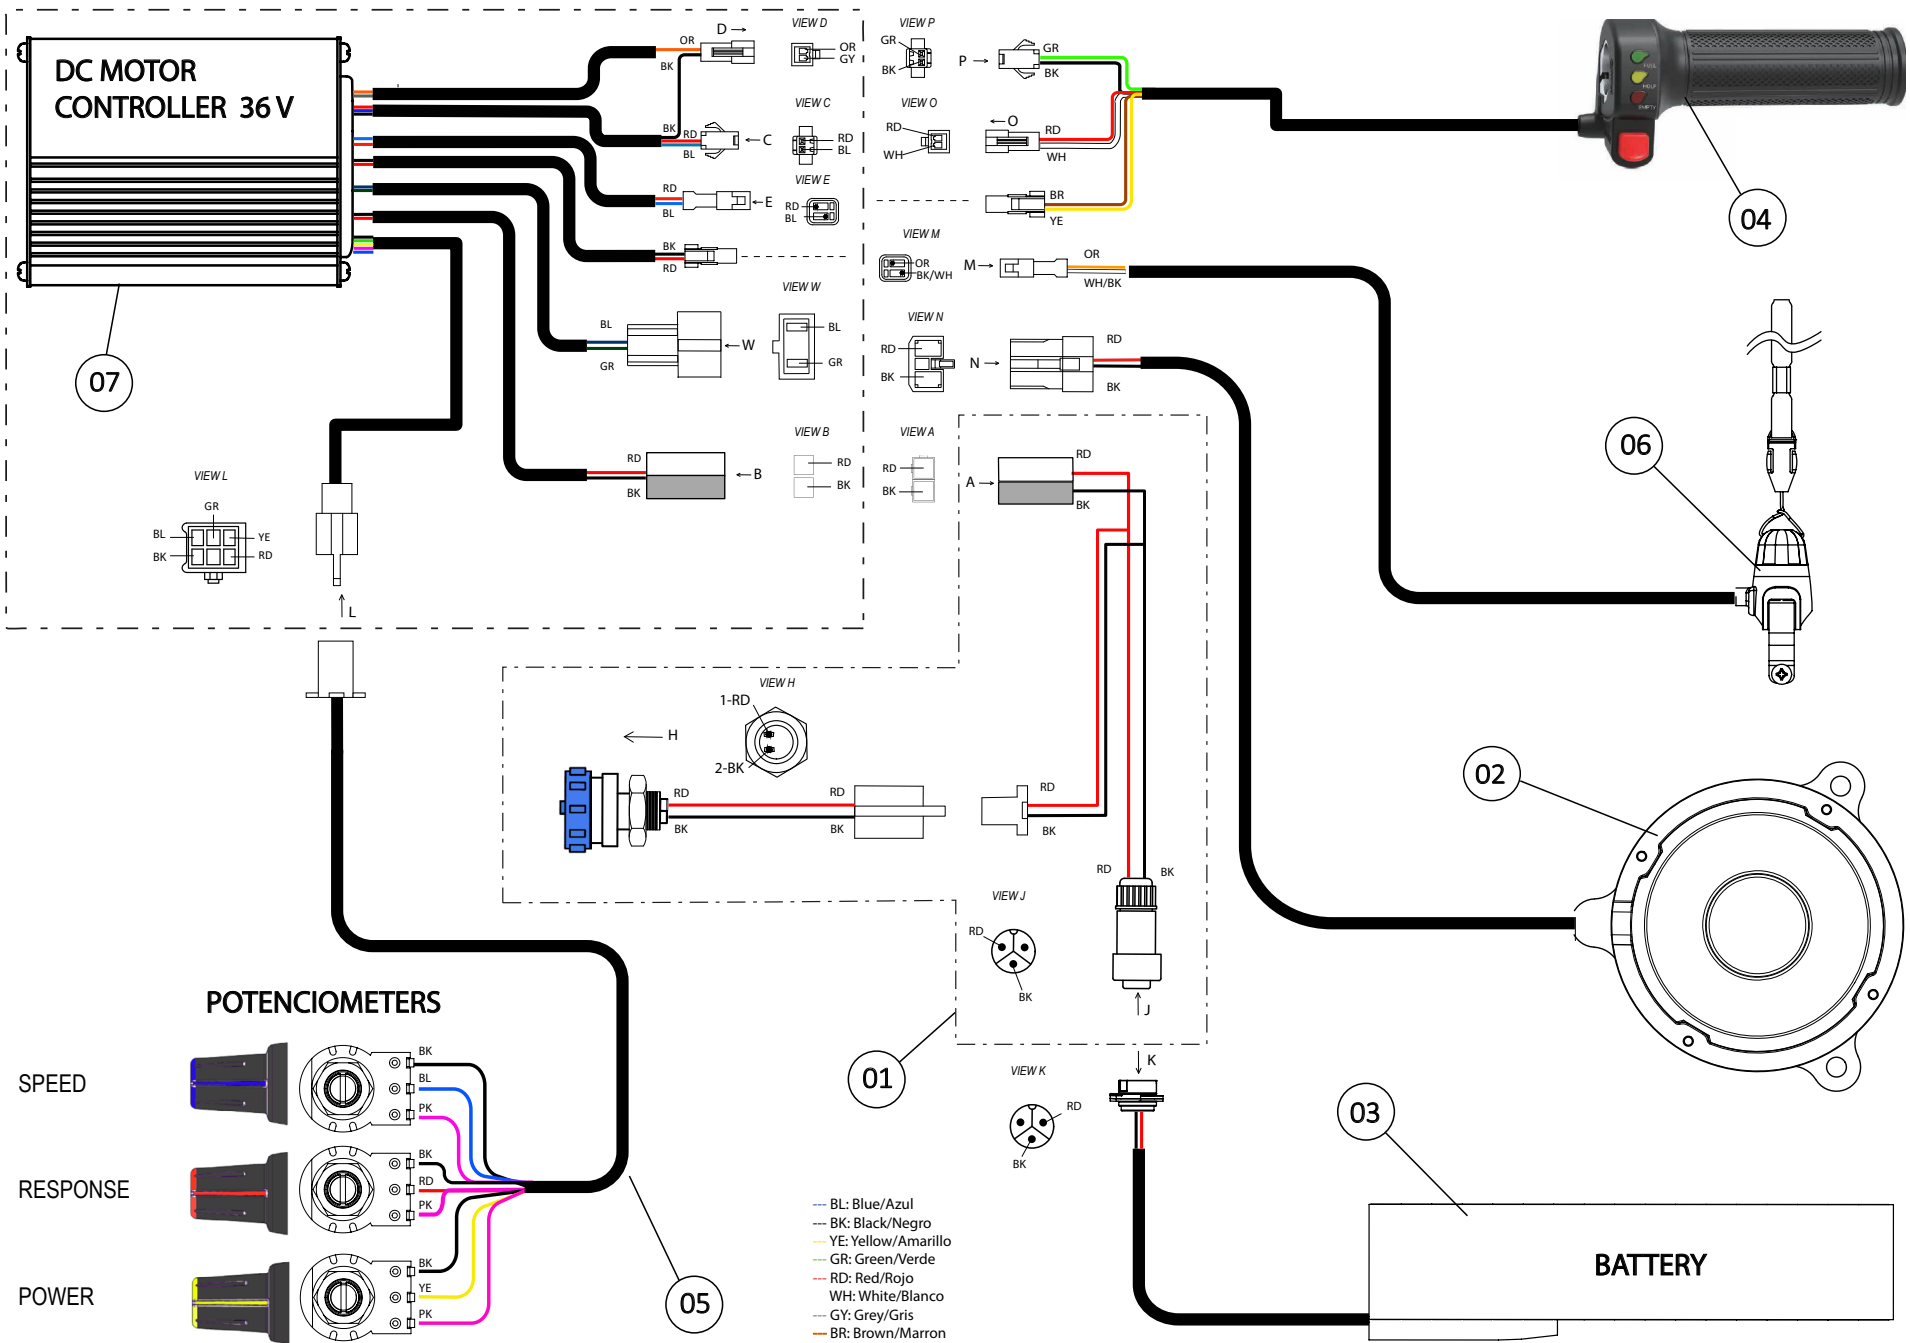 DC MOTOR
CONTROLLER 36 V
07
OR
BK
D
VIEW D
OR
GY
BK
RD
BL
C
VIEW C
RD
BL
RD
BL
E
VIEW E
RD
BL
BK
RD
VIEW W
BL
GR
W
BL
GR
RD
BK
B
VIEW B
RD
BK
VIEW L
GR
BL
YE
BK
RD
L
VIEW P
GR
BK
P
GR
BK
VIEW O
RD
WH
O
RD
WH
BR
YE
VIEW M
OR
BK/WH
M
OR
WH/BK
VIEW N
RD
BK
N
RD
BK
VIEW A
RD
BK
A
RD
BK
FULL
HALF
EMPTY
04
06
02
VIEW H
1-RD
2-BK
H
RD
BK
RD
BK
RD
BK
RD
BK
VIEW J
RD
BK
J
01
K
VIEW K
RD
BK
03
BATTERY
POTENCIOMETERS
SPEED
BK
BL
PK
RESPONSE
BK
RD
PK
POWER
BK
YE
PK
05
BL: Blue/Azul
BK: Black/Negro
YE: Yellow/Amarillo
GR: Green/Verde
RD: Red/Rojo
WH: White/Blanco
GY: Grey/Gris
BR: Brown/Marron